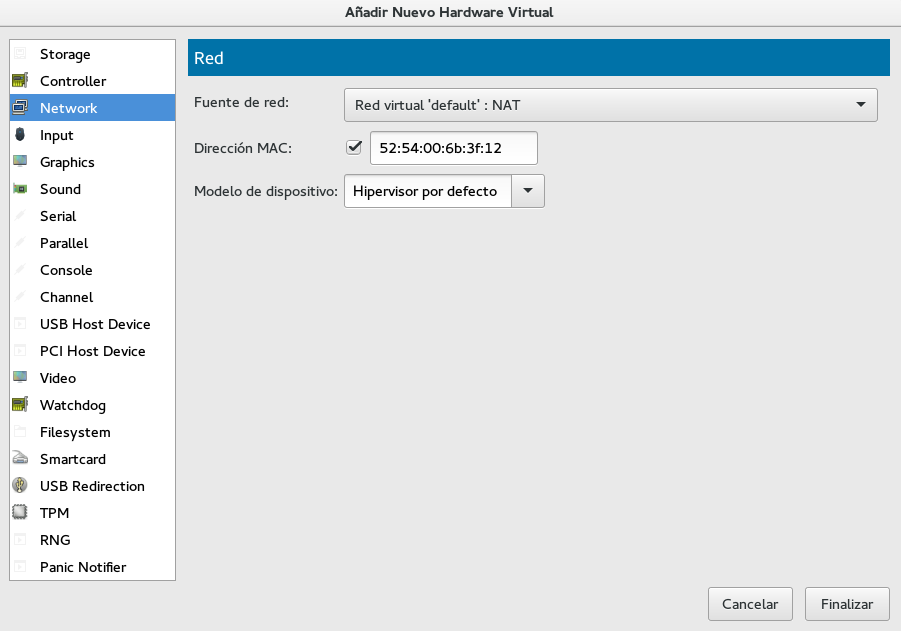 Añadir Nuevo Hardware Virtual
Storage
Controller
Network
Input
Graphics
Sound
Serial
Parallel
Console
Channel
USB Host Device
PCI Host Device
Video
Watchdog
Filesystem
Smartcard
USB Redirection
TPM
RNG
Panic Notifier
Red
Fuente de red: Red virtual 'default' : NAT
Dirección MAC: 52:54:00:6b:3f:12
Modelo de dispositivo: Hipervisor por defecto
Cancelar Finalizar